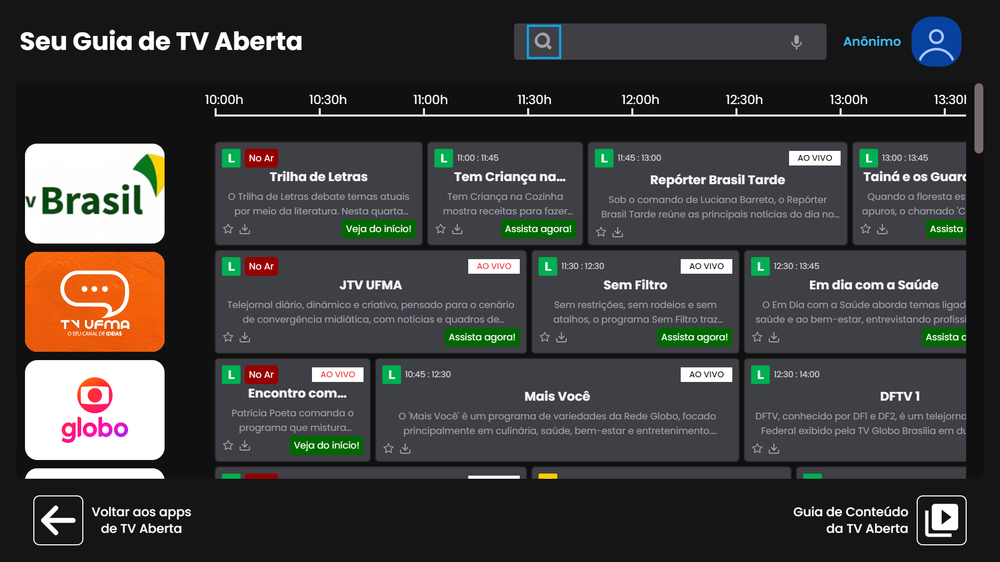 Seu Guia de TV Aberta
Anônimo
10:00h 10:30h 11:00h 11:30h 12:00h 12:30h 13:00h 13:30h
v Brasil
L No Ar
Trilha de Letras
O Trilha de Letras debate temas atuais
por meio da literatura. Nesta quarta...
Veja do início!
L 11:00 : 11:45
Tem Criança na...
Tem Criança na Cozinha
mostra receitas para fazer...
Assista agora!
L 11:45 : 13:00 AO VIVO
Repórter Brasil Tarde
Sob o comando de Luciana Barreto, o Repórter
Brasil Tarde reúne as principais notícias do dia no...
L 13:00 : 13:45
Tainá e os
Quando a floresta
apuros, o chamado
Assista
TV UFMA
O SEU CANAL DE IDEIAS
L No Ar AO VIVO
JTV UFMA
Telejornal diário, dinâmico e criativo, pensado para o cenário
de convergência midiática, com notícias e quadros de...
Assista agora!
L 11:30 : 12:30 AO VIVO
Sem Filtro
Sem restrições, sem rodeios e sem
atalhos, o programa Sem Filtro traz...
Assista agora!
L 12:30 : 13:45
Em dia com a Saúde
O Em Dia com a Saúde aborda temas
saúde e ao bem-estar, entrevistando
Assista
globo
L No Ar AO VIVO
Encontro com...
Patrícia Poeta comanda o
programa que mistura...
Veja do início!
L 10:45 : 12:30 AO VIVO
Mais Você
O 'Mais Você' é um programa de variedades da Rede Globo, focado
principalmente em culinária, saúde, bem-estar e entretenimento....
L 12:30 : 14:00
DFTV 1
DFTV, conhecido por DF1 e DF2, é um
Federal exibido pela TV Globo Brasília em
Voltar aos apps
de TV Aberta
Guia de Conteúdo
da TV Aberta